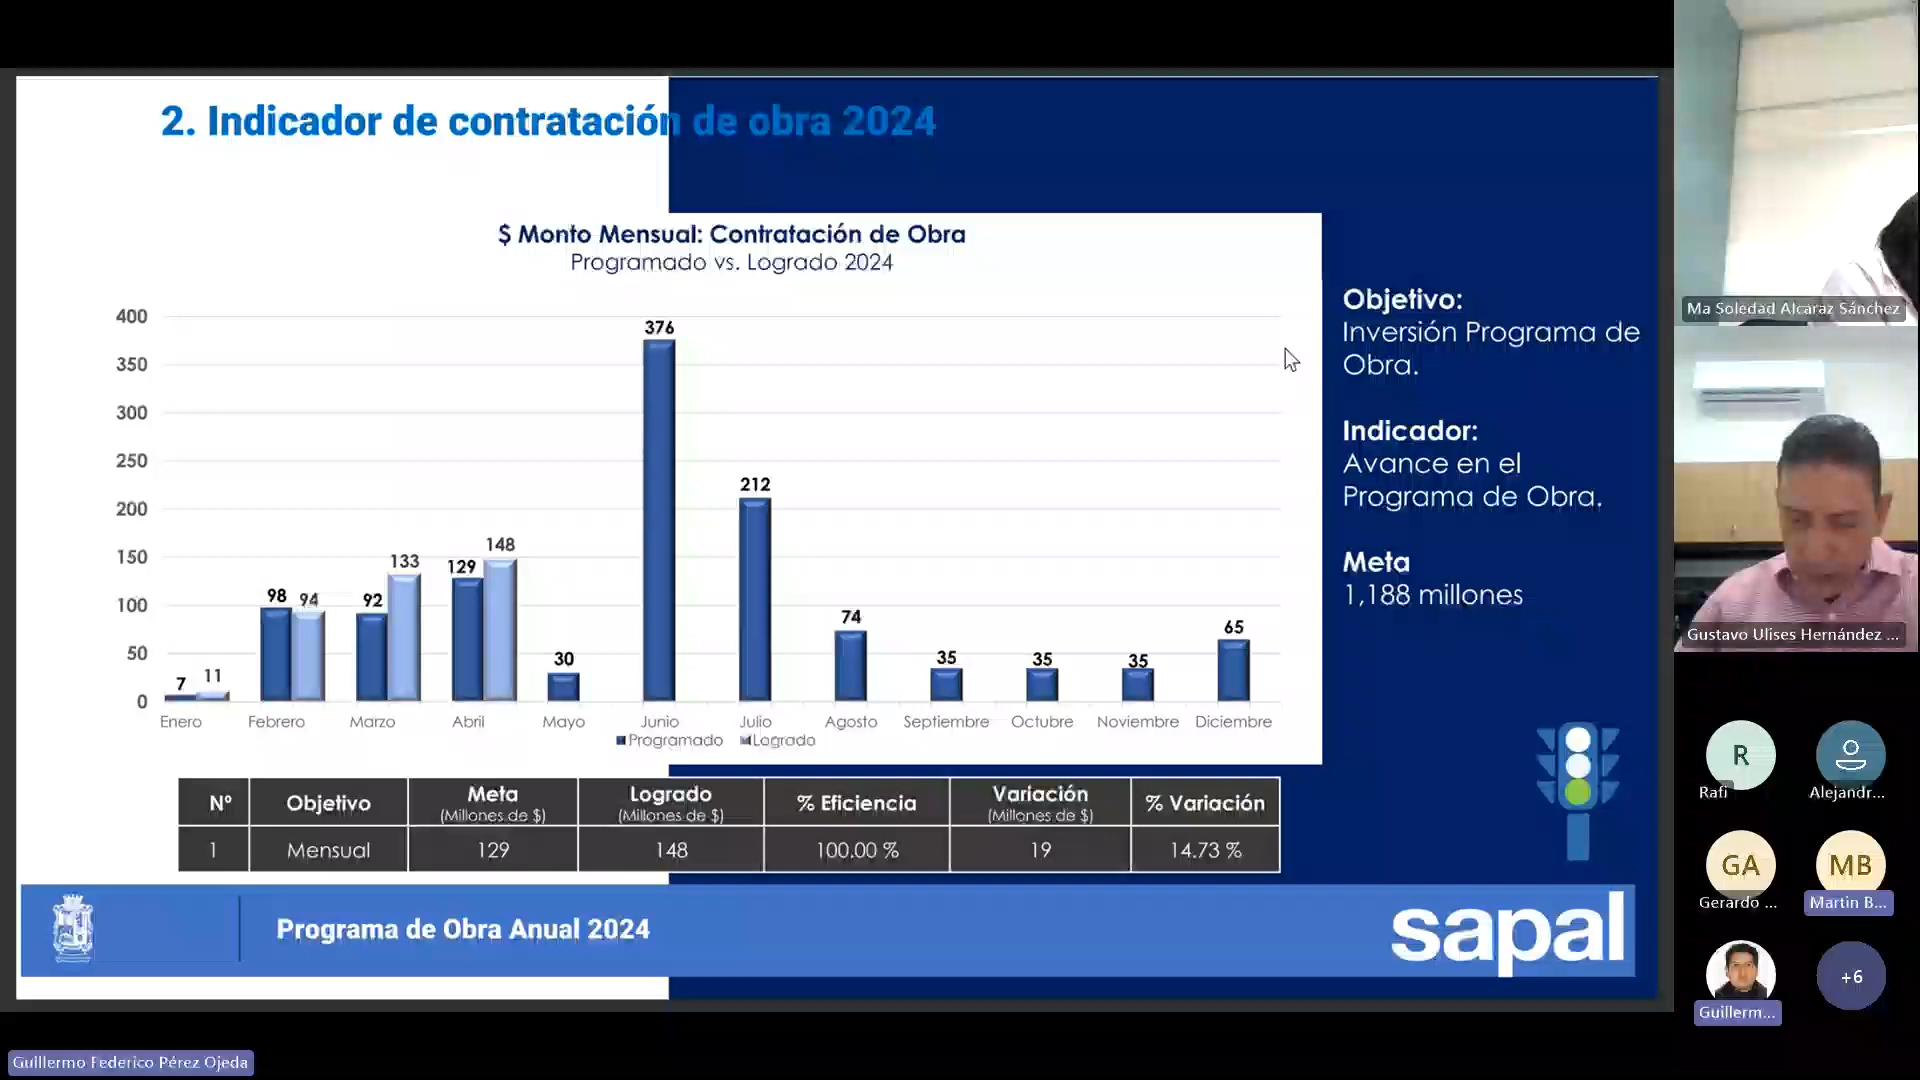 2. Indicador de contratación de obra 2024
$ Monto Mensual: Contratación de Obra
Programado vs. Logrado 2024
400
350
300
250
200
150
100
50
0
7 11
98 94
92 133
129 148
30
376
212
74
35
35
35
65
Enero Febrero Marzo Abril Mayo Junio Julio Agosto Septiembre Octubre Noviembre Diciembre
Programado Logrado
Objetivo:
Inversión Programa de
Obra.
Indicador:
Avance en el
Programa de Obra.
Meta
1,188 millones
Nº Objetivo Meta (Millones de $) Logrado (Millones de $) % Eficiencia Variación (Millones de $) % Variación
1 Mensual 129 148 100.00 % 19 14.73 %
Programa de Obra Anual 2024
sapal
Ma Soledad Alcaraz Sánchez
Gustavo Ulises Hernández ...
R
Rafi
Alejandr...
GA
Gerardo ...
MB
Martin B...
Guillerm...
+6
Guillermo Federico Pérez Ojeda